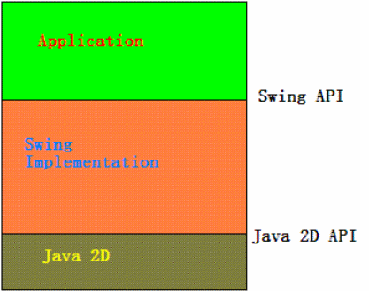 Application
Swing API
Swing
Implementation
Java 2D API
Java 2D